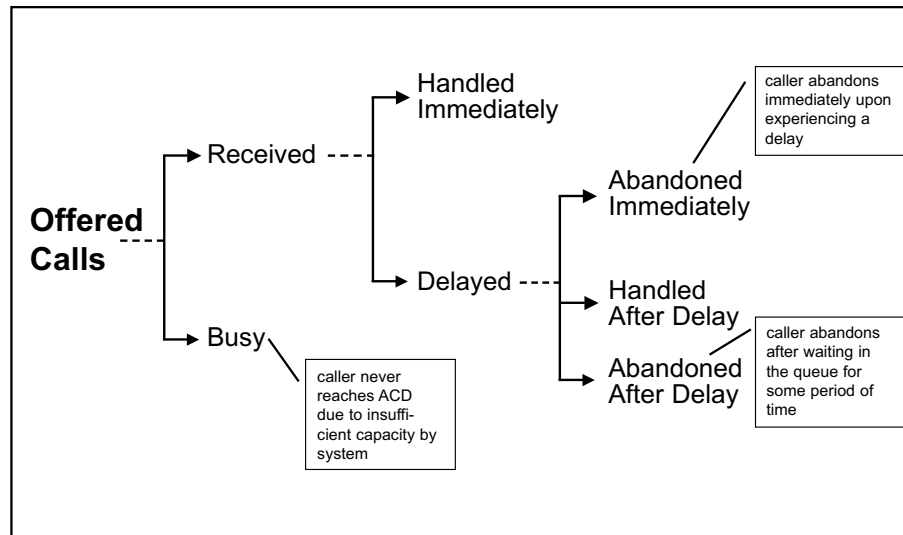 Offered
Calls
Received
Busy
caller never
reaches ACD
due to insuffi-
cient capacity by
system
Handled
Immediately
Delayed
Abandoned
Immediately
caller abandons
immediately upon
experiencing a
delay
Handled
After Delay
Abandoned
After Delay
caller abandons
after waiting in
the queue for
some period of
time